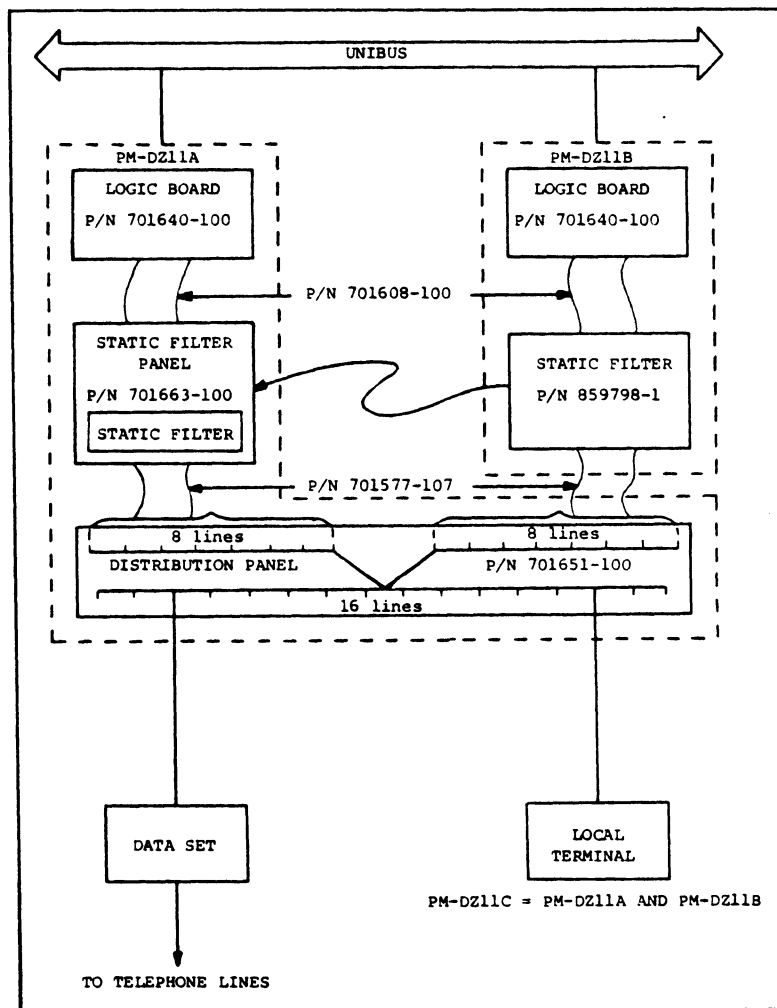 UNIBUS
PM-DZ11A
PM-DZ11B
LOGIC BOARD
P/N 701640-100
LOGIC BOARD
P/N 701640-100
P/N 701608-100
STATIC FILTER
PANEL
P/N 701663-100
STATIC FILTER
STATIC FILTER
P/N 859798-1
P/N 701577-107
8 lines
8 lines
DISTRIBUTION PANEL
P/N 701651-100
16 lines
DATA SET
LOCAL
TERMINAL
PM-DZ11C = PM-DZ11A AND PM-DZ11B
TO TELEPHONE LINES